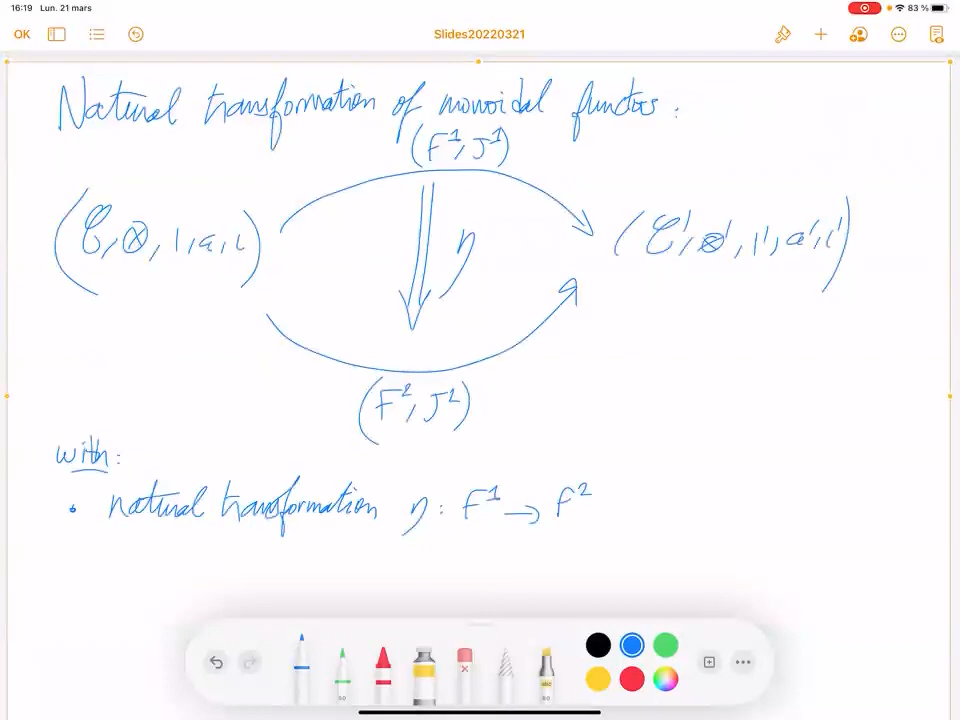 16:19 Lun. 21 mars 83 %
OK Slides20220321
Natural transformation of monoidal functors:
(F¹, J¹)
(𝒞, ⊗, 1, a, ι) η (𝒞', ⊗', 1', a', ι')
(F², J²)
with:
• natural transformation η: F¹ → F²